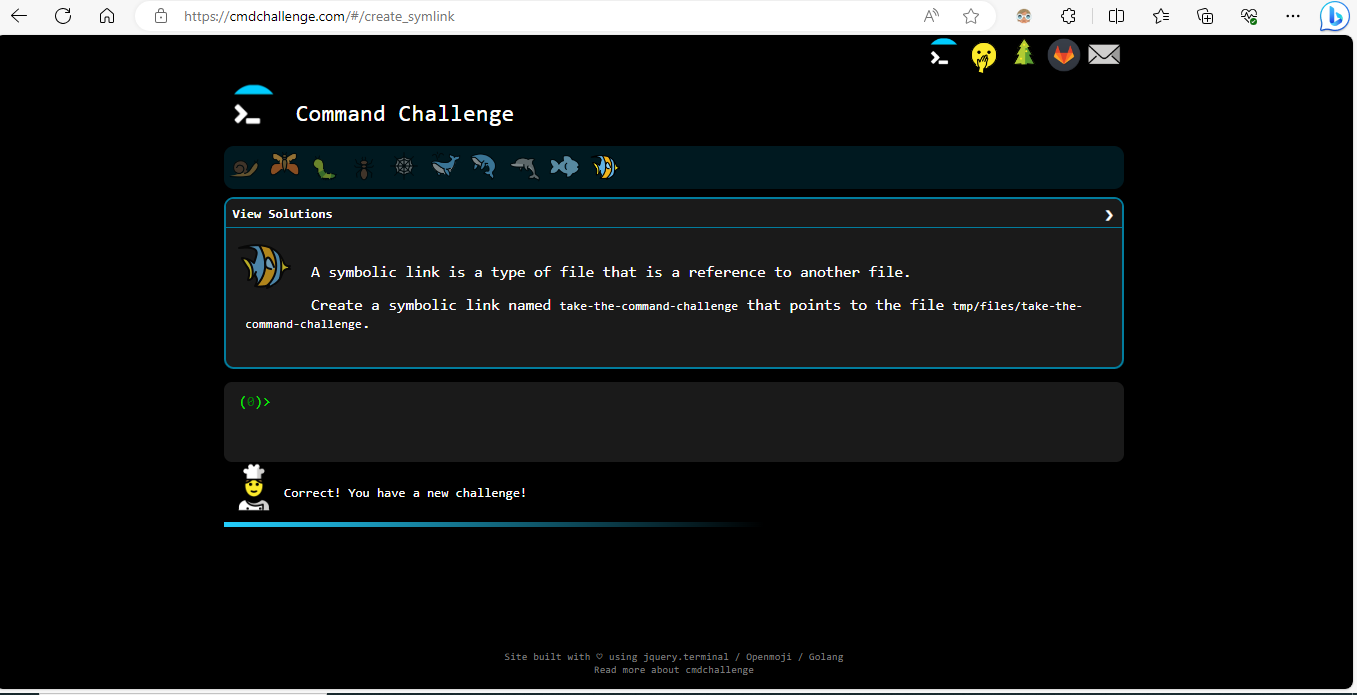 https://cmdchallenge.com/#/create_symlink
Command Challenge
View Solutions
A symbolic link is a type of file that is a reference to another file.
Create a symbolic link named take-the-command-challenge that points to the file tmp/files/take-the-
command-challenge.
(0)>
Correct! You have a new challenge!
Site built with ♡ using jquery.terminal / Openmoji / Golang
Read more about cmdchallenge